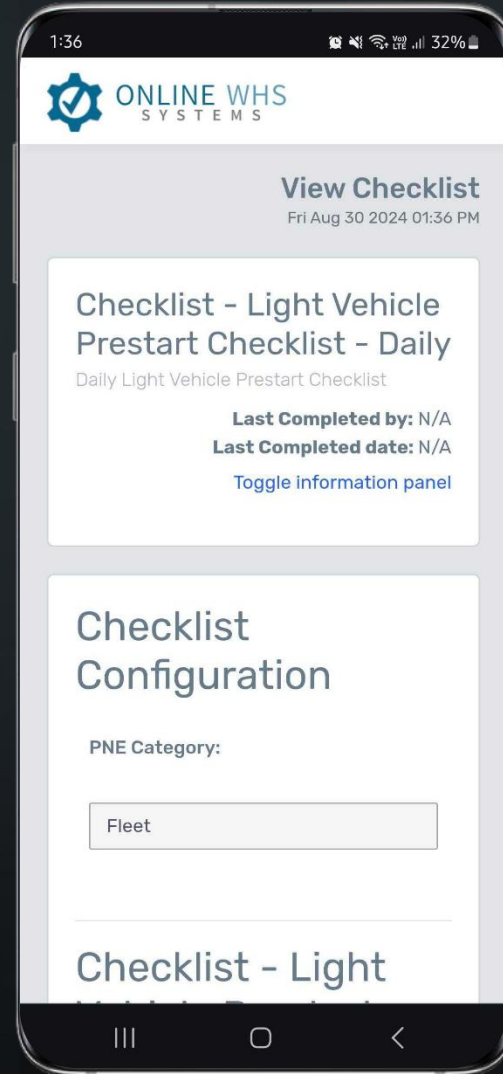 1:36
Vo))
LTE
32%
ONLINE WHS
SYSTEMS
View Checklist
Fri Aug 30 2024 01:36 PM
Checklist - Light Vehicle
Prestart Checklist - Daily
Daily Light Vehicle Prestart Checklist
Last Completed by: N/A
Last Completed date: N/A
Toggle information panel
Checklist
Configuration
PNE Category:
Fleet
Checklist - Light